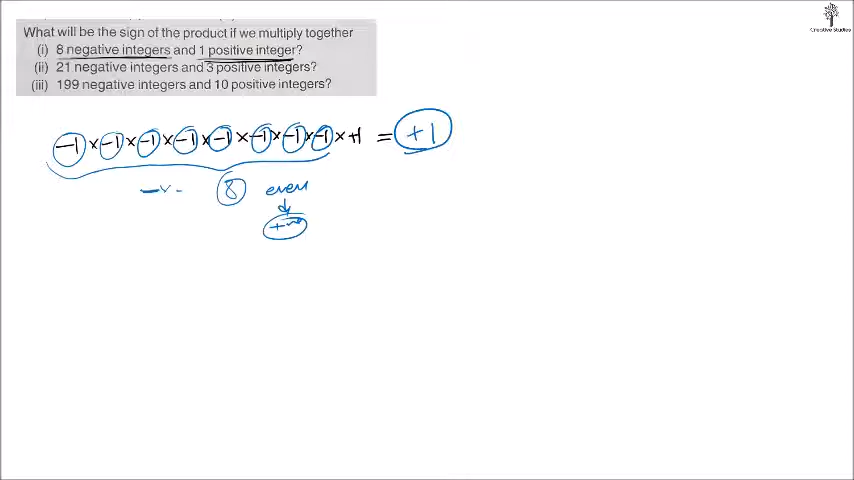 What will be the sign of the product if we multiply together
(i) 8 negative integers and 1 positive integer?
(ii) 21 negative integers and 3 positive integers?
(iii) 199 negative integers and 10 positive integers?
Creative Studies
-1 × -1 × -1 × -1 × -1 × -1 × -1 × -1 × +1 = +1
8 even